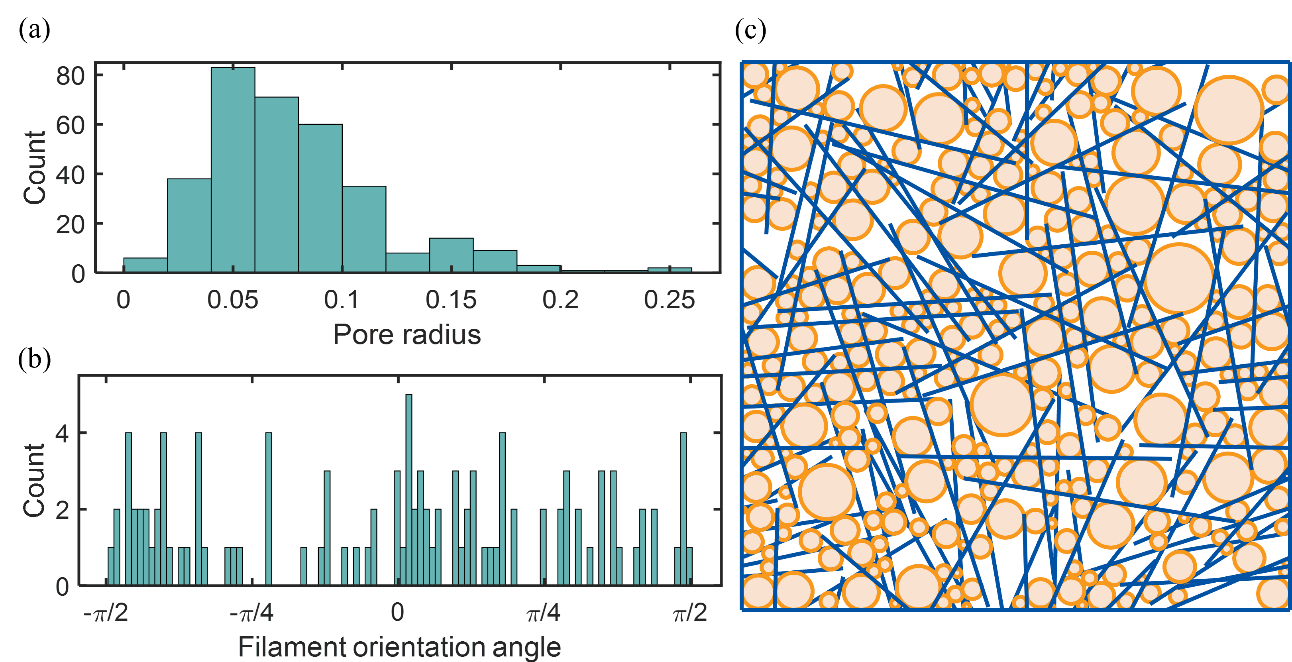 (a)
80
60
40
20
0
Count
0 0.05 0.1 0.15 0.2 0.25
Pore radius
(b)
4
2
0
Count
-π/2 -π/4 0 π/4 π/2
Filament orientation angle
(c)